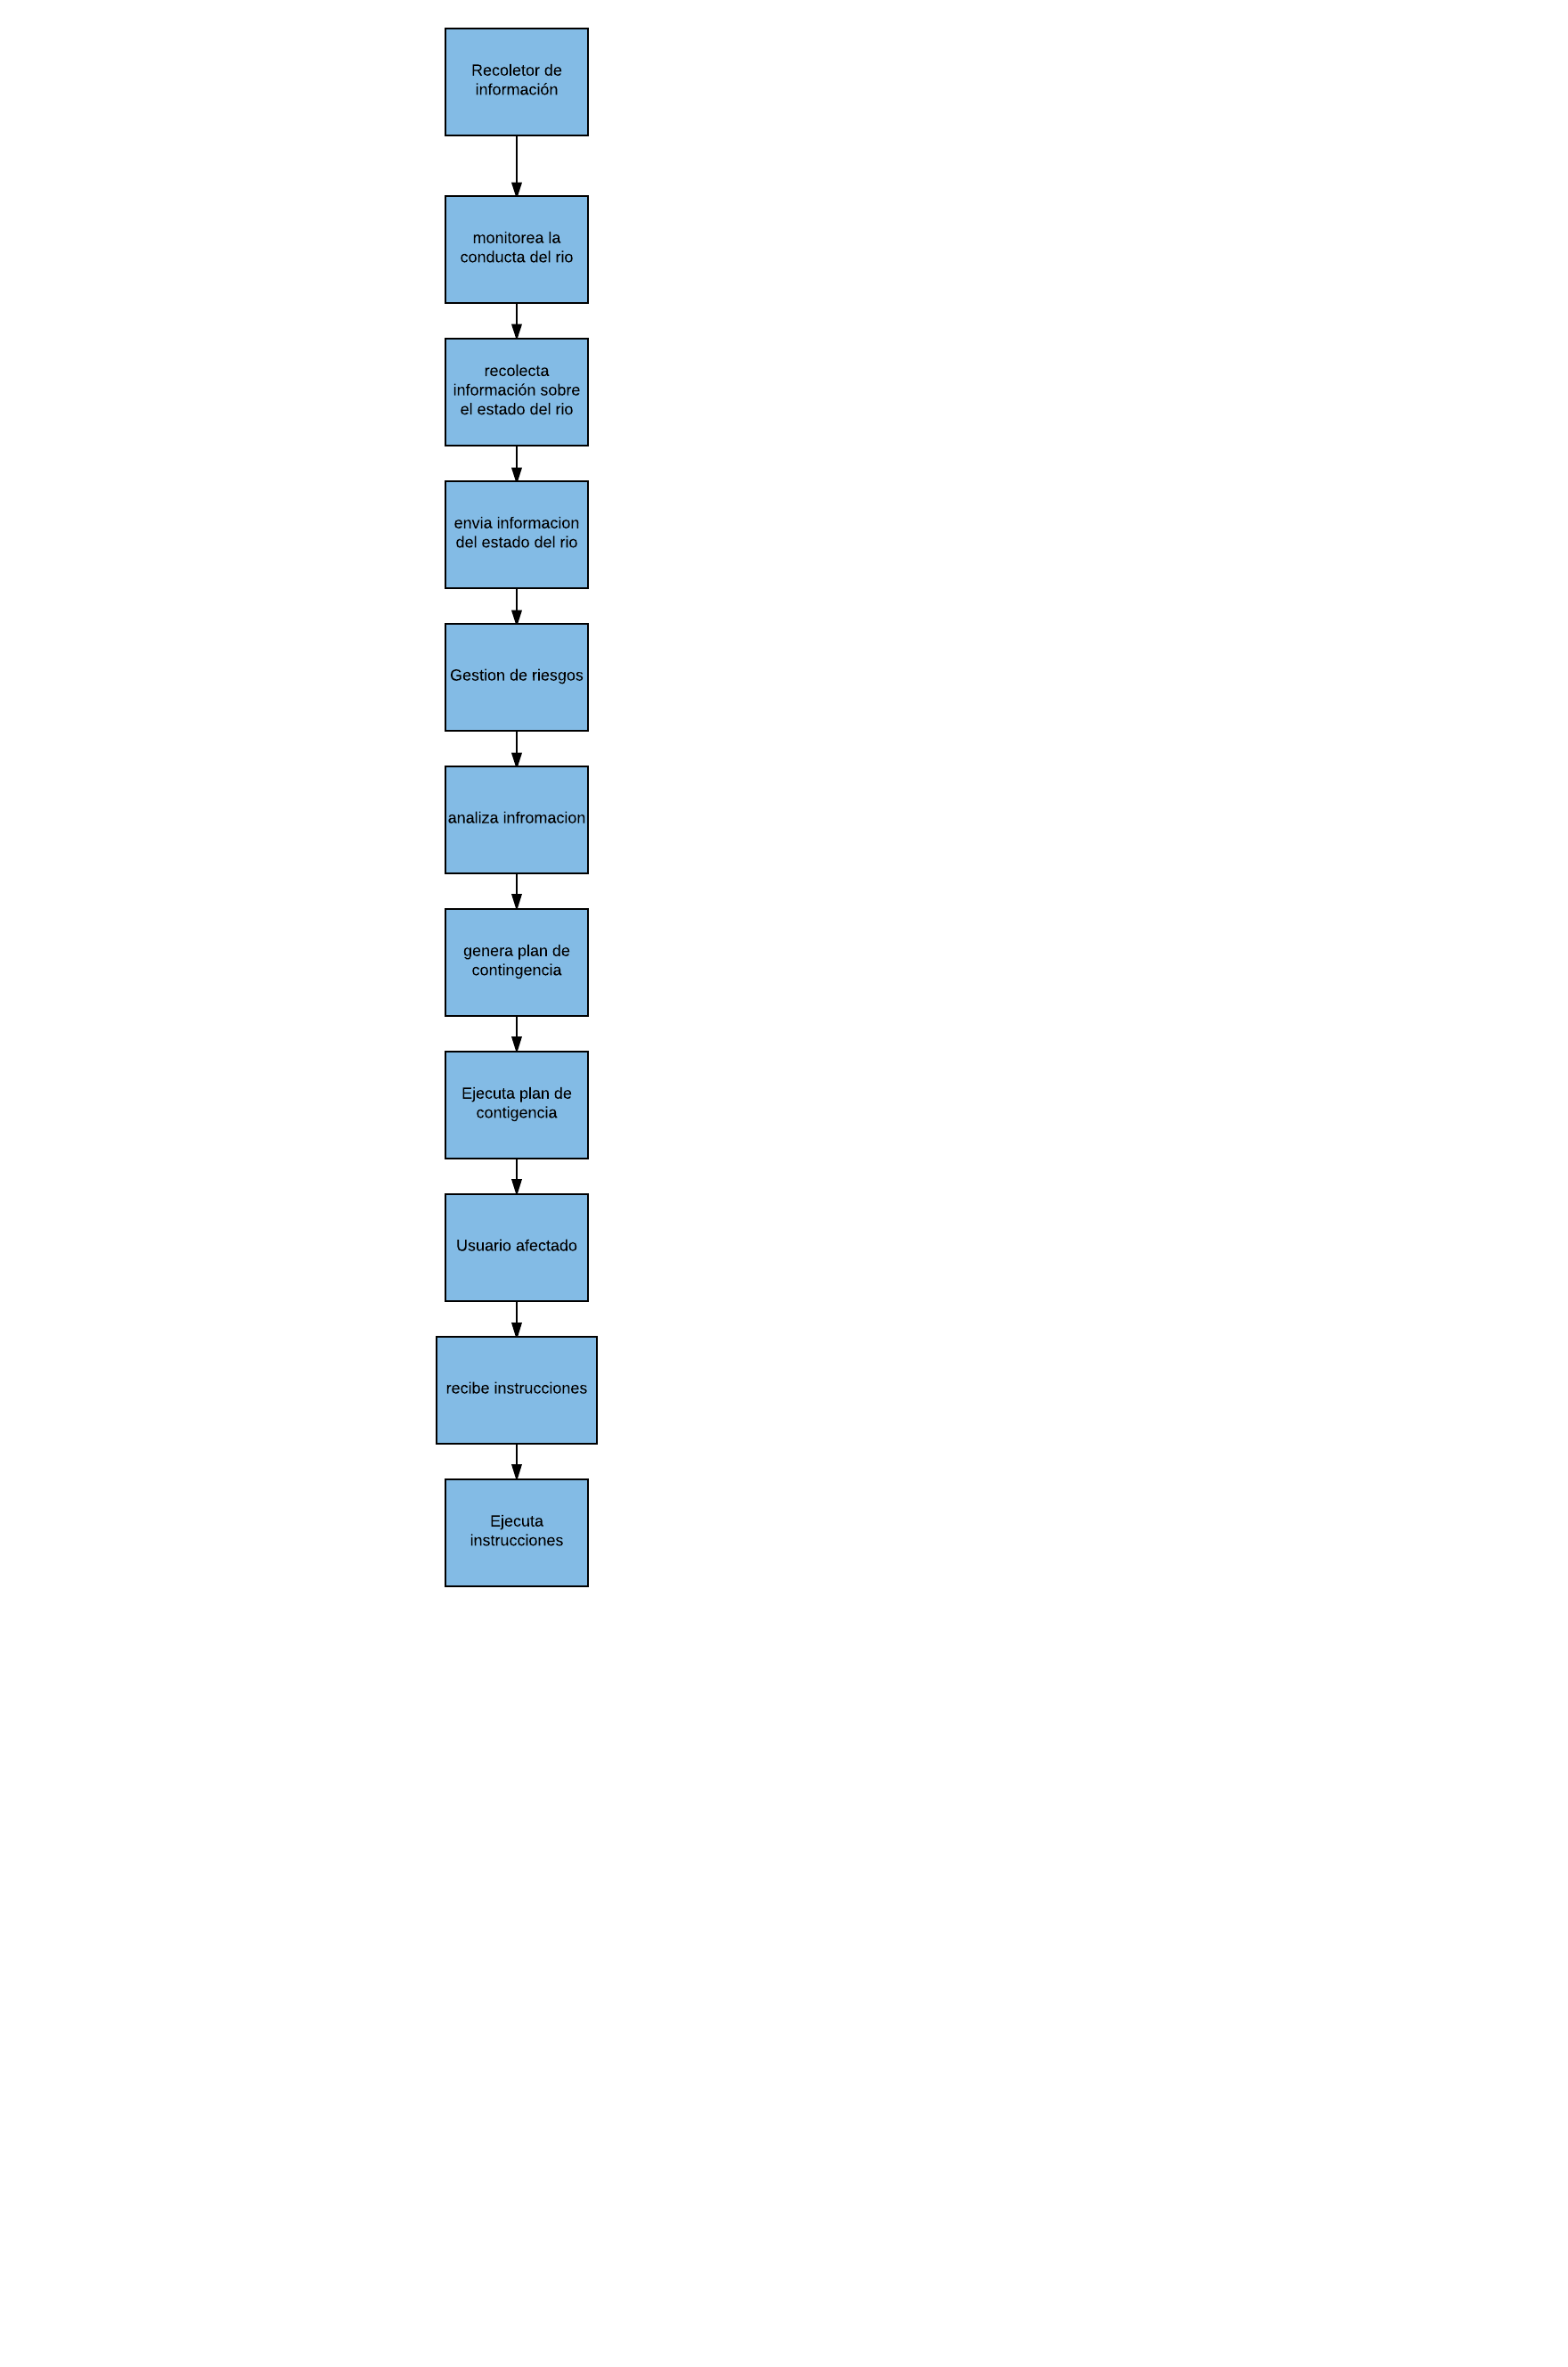 Recoletor de
información
monitorea la
conducta del rio
recolecta
información sobre
el estado del rio
envia informacion
del estado del rio
Gestion de riesgos
analiza infromacion
genera plan de
contingencia
Ejecuta plan de
contigencia
Usuario afectado
recibe instrucciones
Ejecuta
instrucciones